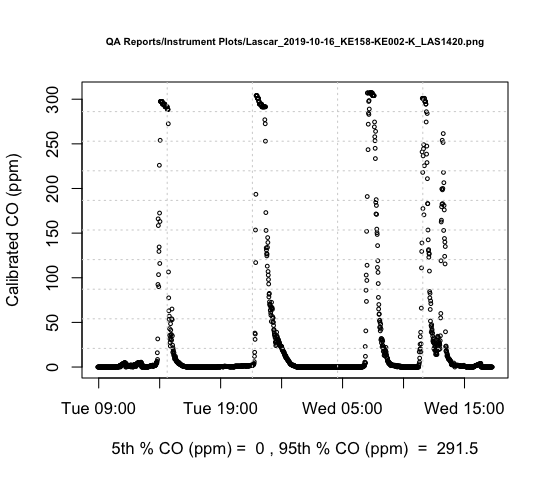 QA Reports/Instrument Plots/Lascar_2019-10-16_KE158-KE002-K_LAS1420.png
300
250
200
150
100
50
0
Calibrated CO (ppm)
Tue 09:00 Tue 19:00 Wed 05:00 Wed 15:00
5th % CO (ppm) = 0 , 95th % CO (ppm) = 291.5